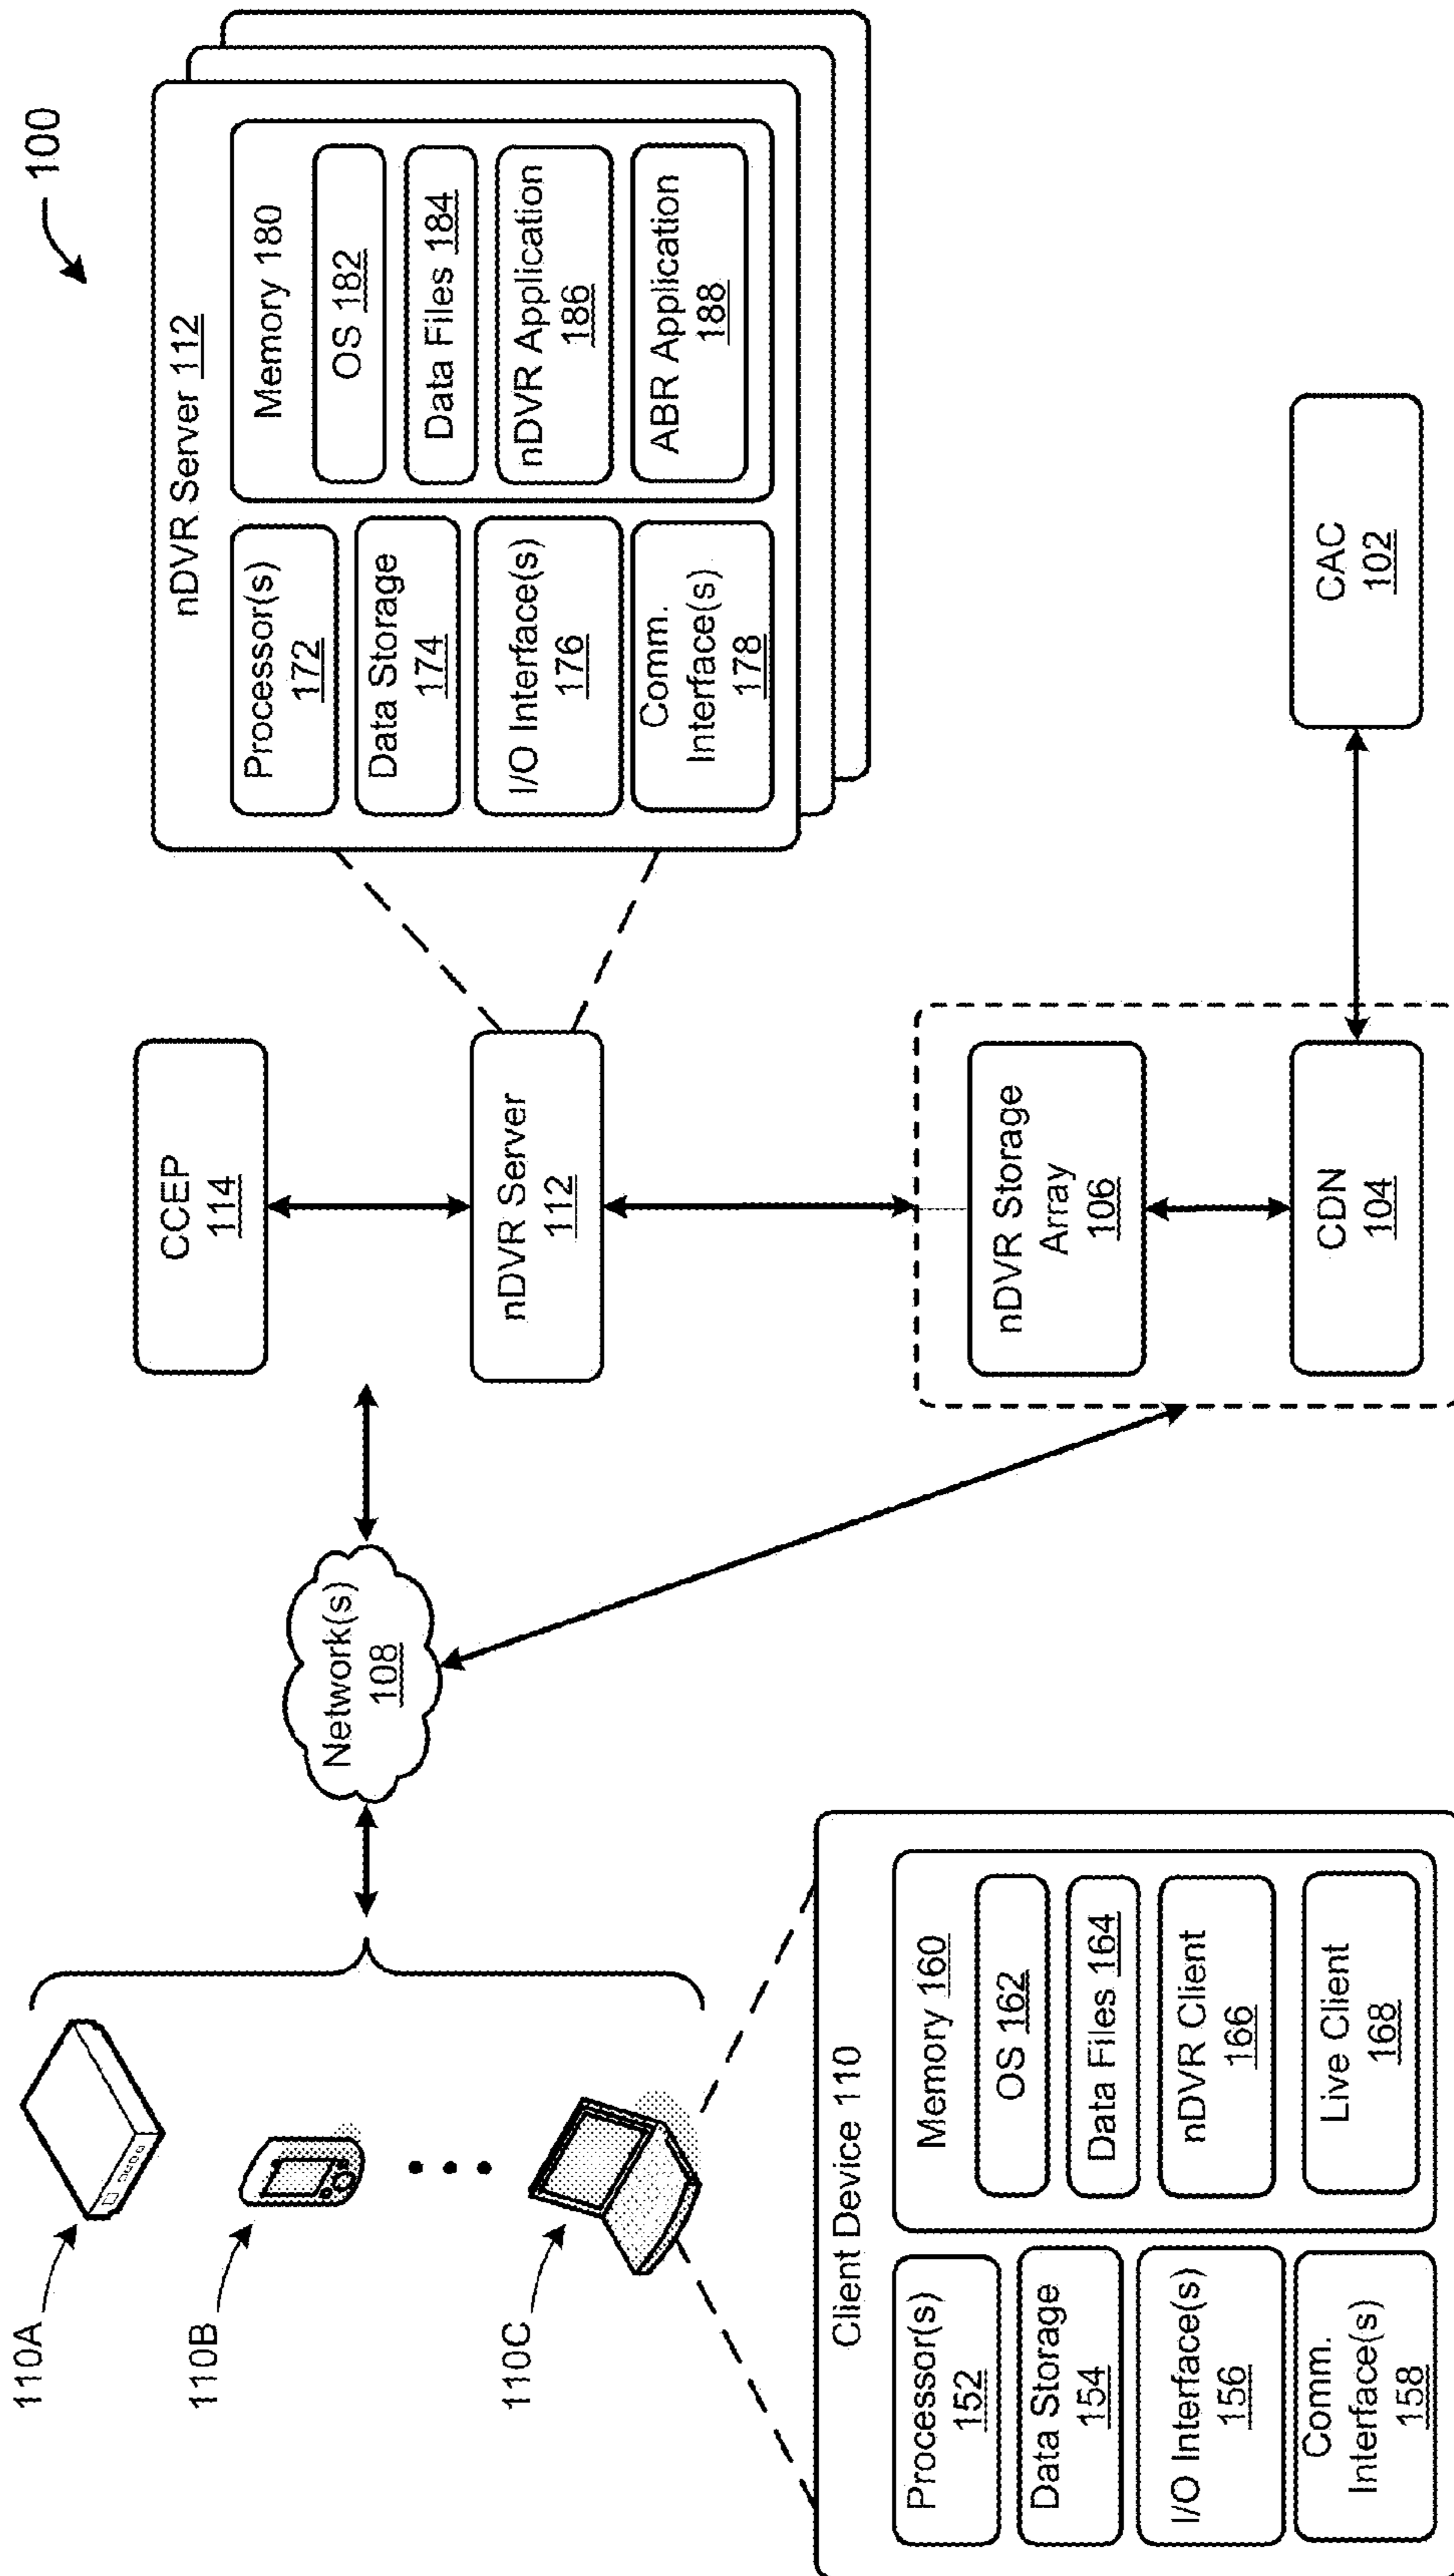 100
110A
110B
110C
Network(s)
108
CCEP
114
nDVR Server
112
nDVR Storage
Array
106
CDN
104
CAC
102
nDVR Server 112
Processor(s)
172
Data Storage
174
I/O Interface(s)
176
Comm.
Interface(s)
178
Memory 180
OS 182
Data Files 184
nDVR Application
186
ABR Application
188
Client Device 110
Processor(s)
152
Data Storage
154
I/O Interface(s)
156
Comm.
Interface(s)
158
Memory 160
OS 162
Data Files 164
nDVR Client
166
Live Client
168